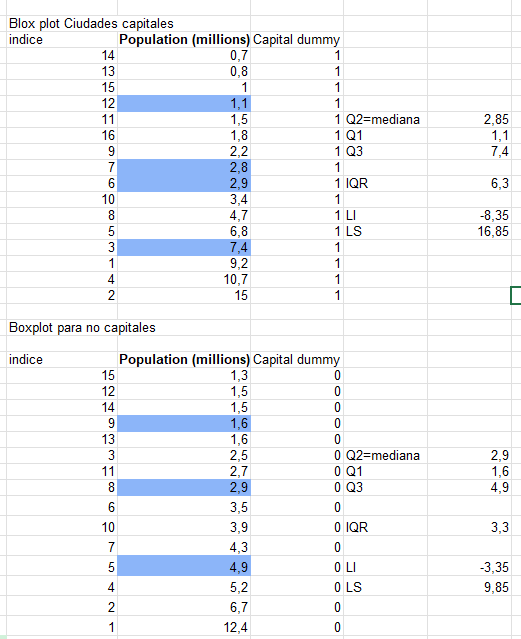 Blox plot Ciudades capitales
indice Population (millions) Capital dummy
14 0,7 1
13 0,8 1
15 1 1
12 1,1 1
11 1,5 1 Q2=mediana 2,85
16 1,8 1 Q1 1,1
9 2,2 1 Q3 7,4
7 2,8 1
6 2,9 1 IQR 6,3
10 3,4 1
8 4,7 1 LI -8,35
5 6,8 1 LS 16,85
3 7,4 1
1 9,2 1
4 10,7 1
2 15 1
Boxplot para no capitales
indice Population (millions) Capital dummy
15 1,3 0
12 1,5 0
14 1,5 0
9 1,6 0
13 1,6 0
3 2,5 0 Q2=mediana 2,9
11 2,7 0 Q1 1,6
8 2,9 0 Q3 4,9
6 3,5 0
10 3,9 0 IQR 3,3
7 4,3 0
5 4,9 0 LI -3,35
4 5,2 0 LS 9,85
2 6,7 0
1 12,4 0